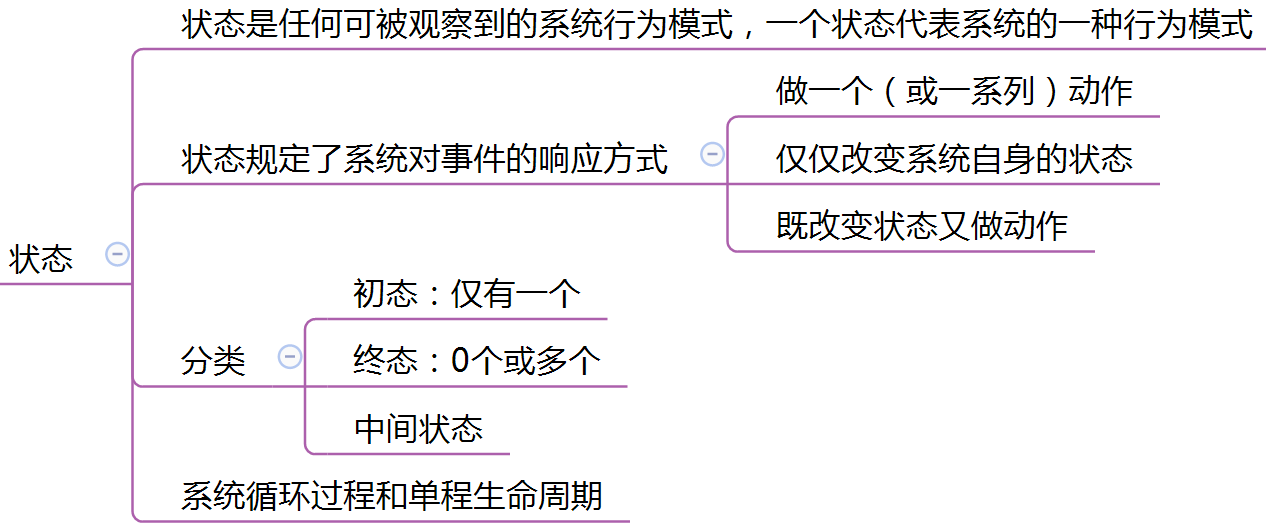 状态是任何可被观察到的系统行为模式，一个状态代表系统的一种行为模式
做一个（或一系列）动作
状态规定了系统对事件的响应方式
仅仅改变系统自身的状态
既改变状态又做动作
状态
初态：仅有一个
分类
终态：0个或多个
中间状态
系统循环过程和单程生命周期